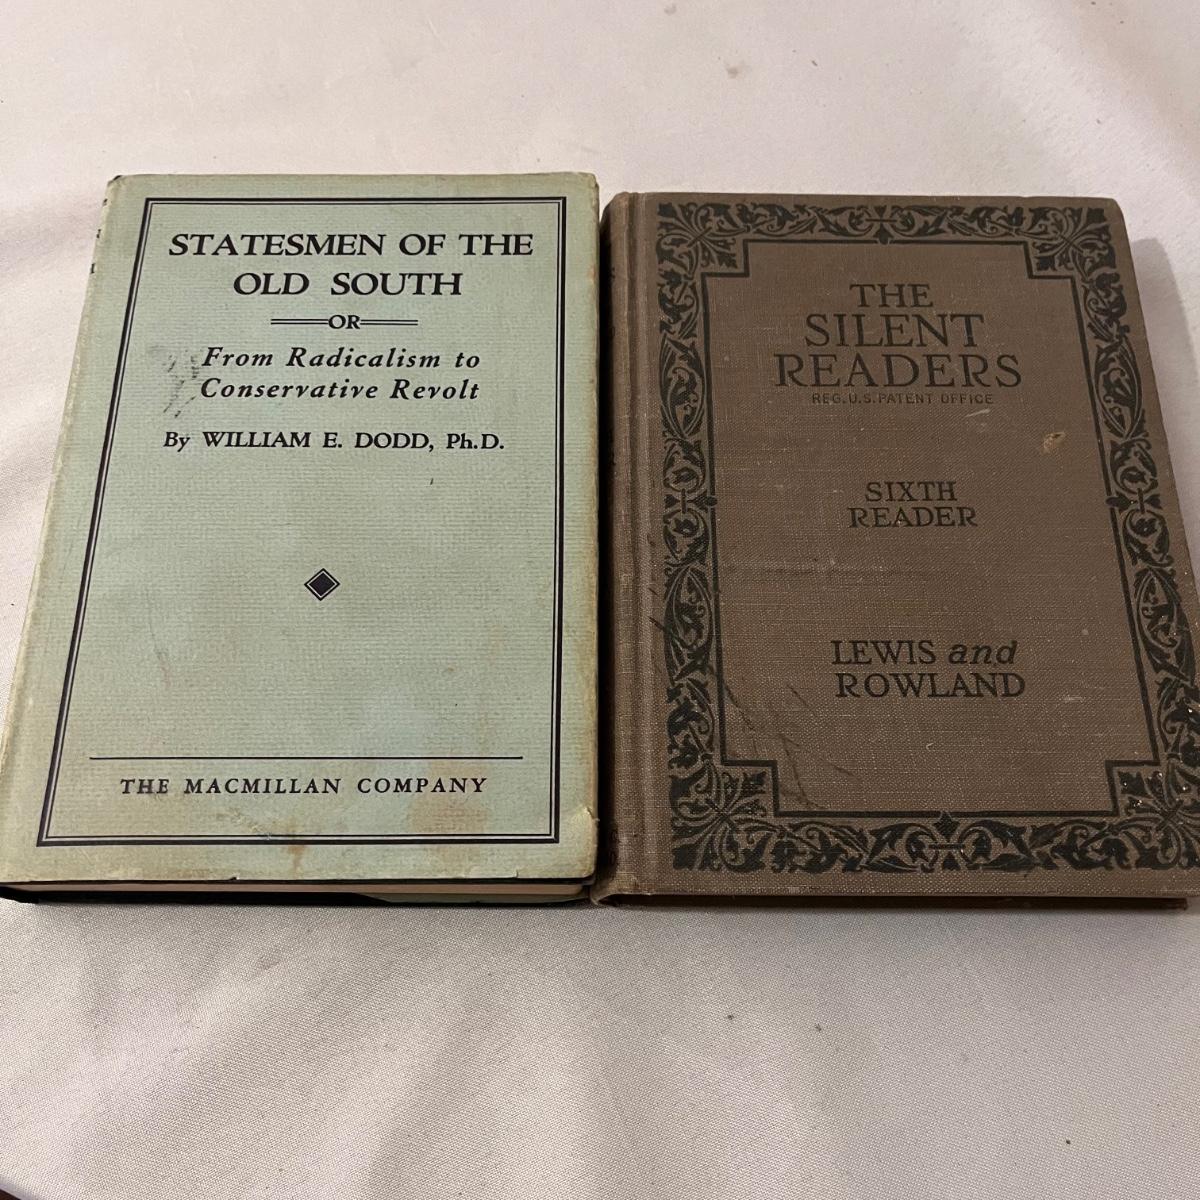 STATESMEN OF THE
OLD SOUTH
OR
From Radicalism to
Conservative Revolt
By WILLIAM E. DODD, Ph.D.
THE MACMILLAN COMPANY
THE
SILENT
READERS
REG. U.S. PATENT OFFICE
SIXTH
READER
LEWIS and
ROWLAND